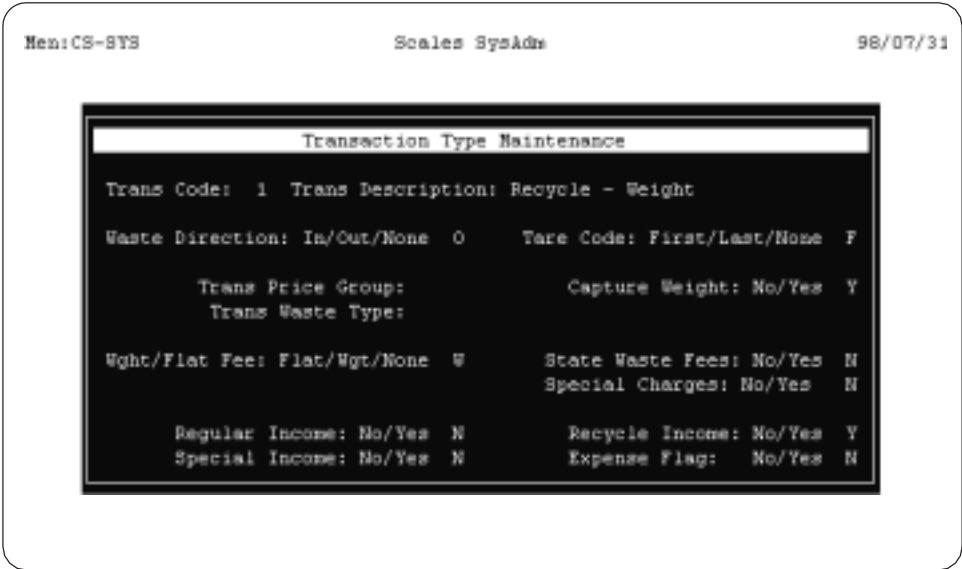 Men:CS-SYS Scales SysAdm 98/07/31
Transaction Type Maintenance
Trans Code: 1 Trans Description: Recycle - Weight
Waste Direction: In/Out/None O Tare Code: First/Last/None F
Trans Price Group: Capture Weight: No/Yes Y
Trans Waste Type:
Wght/Flat Fee: Flat/Wgt/None W State Waste Fees: No/Yes N
Special Charges: No/Yes N
Regular Income: No/Yes N Recycle Income: No/Yes Y
Special Income: No/Yes N Expense Flag: No/Yes N